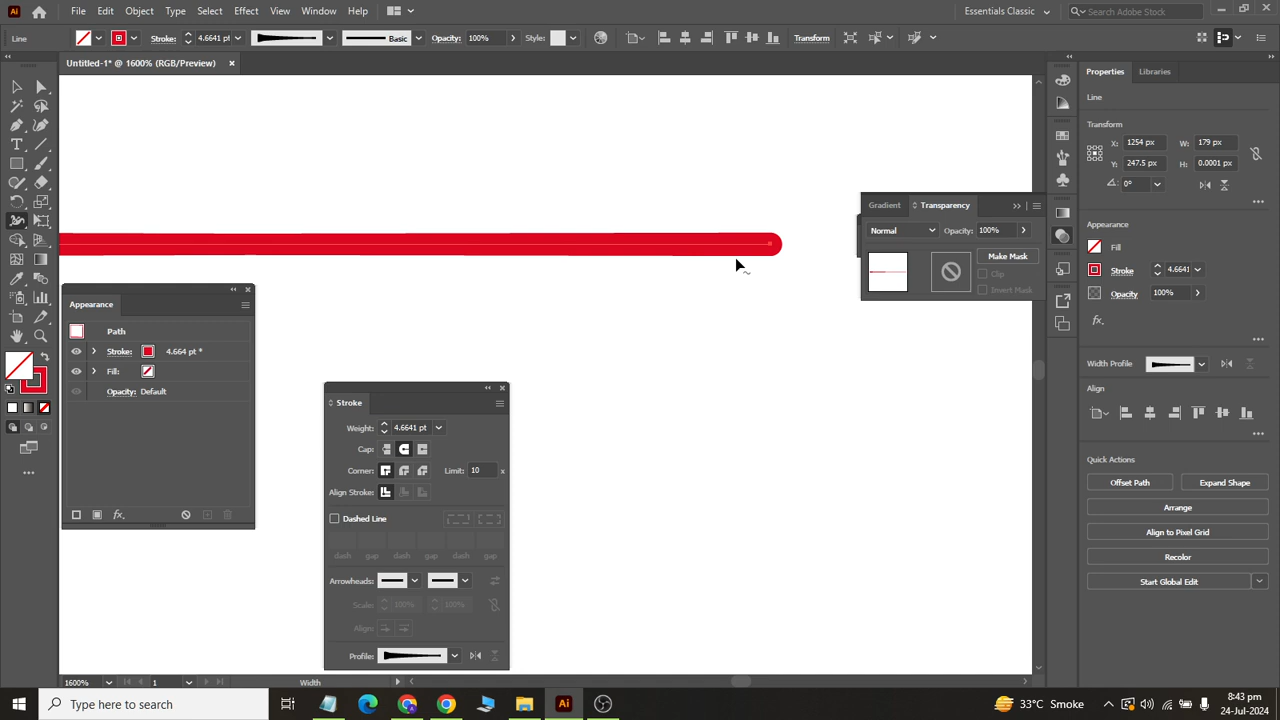 Ai File Edit Object Type Select Effect View Window Help Essentials Classic Search Adobe Stock
Line Stroke: 4.6641 pt Basic Opacity: 100% Style: Transform
Untitled-1* @ 1600% (RGB/Preview) Properties Libraries
Line
Transform
X: 1254 px W: 179 px
Y: 247.5 px H: 0.0001 px
0°
Gradient Transparency
Normal Opacity: 100%
Make Mask
Clip
Invert Mask
Appearance
Fill
Stroke 4.6641
Opacity 100%
fx.
Width Profile
Align
Quick Actions
Offset Path Expand Shape
Arrange
Align to Pixel Grid
Recolor
Start Global Edit
Appearance
Path
Stroke: 4.664 pt *
Fill:
Opacity: Default
fx.
Stroke
Weight: 4.6641 pt
Cap:
Corner: Limit: 10 x
Align Stroke:
Dashed Line
dash gap dash gap dash gap
Arrowheads:
Scale: 100% 100%
Align:
Profile:
1600% 1 Width
Type here to search Ai 33°C Smoke 8:43 pm
24-Jul-2024